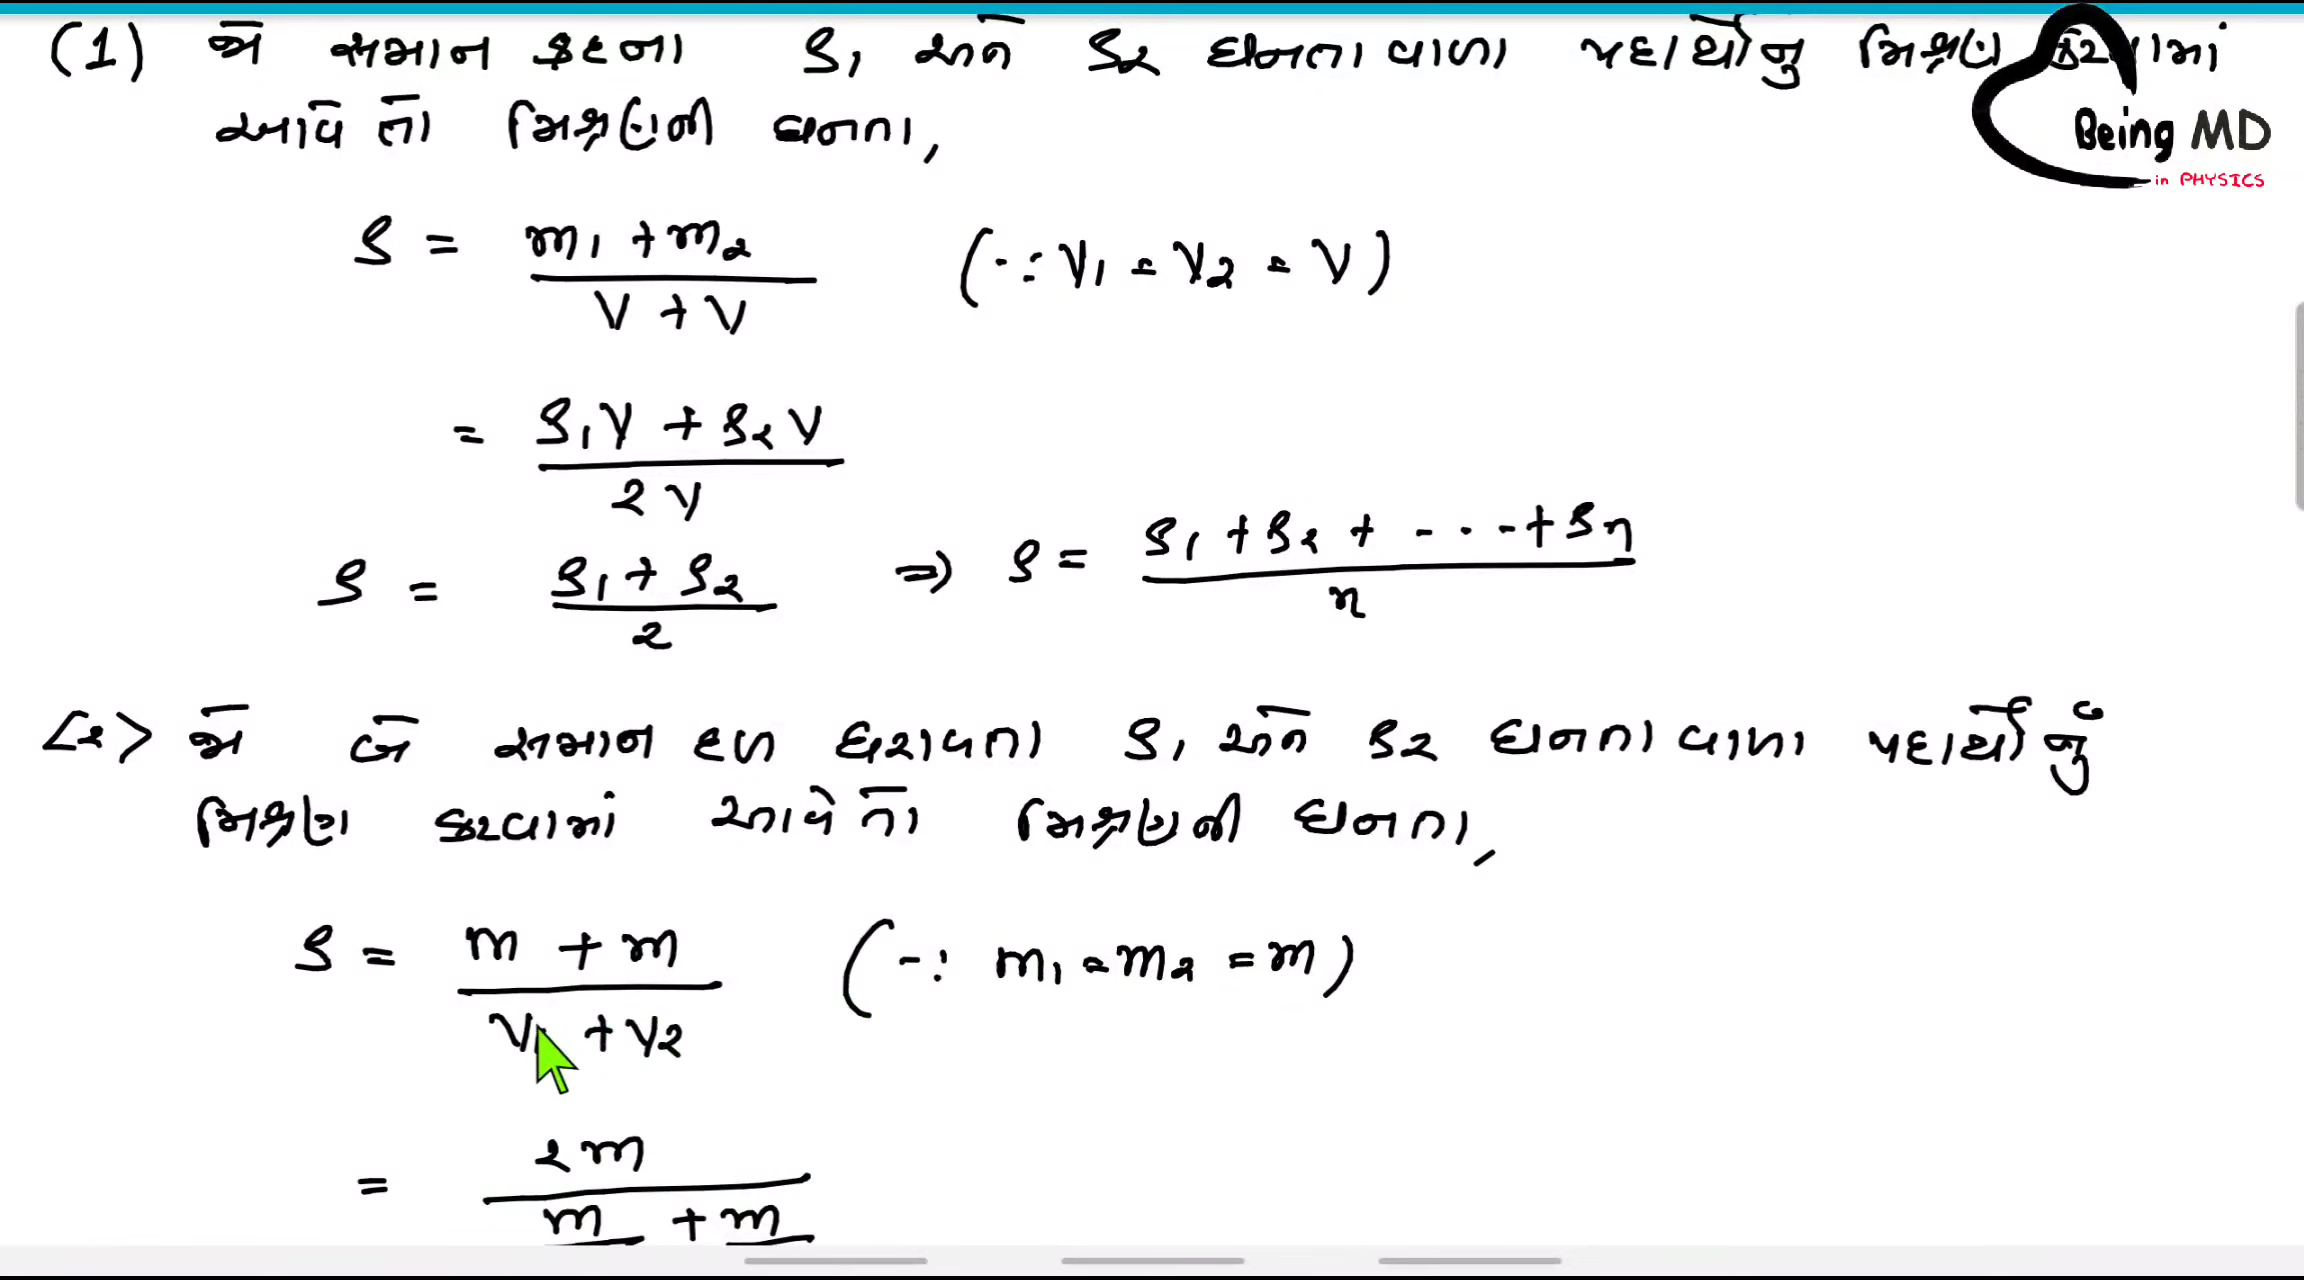 (1) જો સમાન કદના ρ₁ અને ρ₂ ઘનતા વાળા પદાર્થોનુ મિશ્રણ કરવામાં
આવે તો મિશ્રણની ઘનતા,
Being MD
in PHYSICS
ρ = (m₁ + m₂) / (V + V) (∵ V₁ = V₂ = V)
= (ρ₁V + ρ₂V) / 2V
ρ = (ρ₁ + ρ₂) / 2 ⇒ ρ = (ρ₁ + ρ₂ + ....+ ρn) / n
<2> જો બે સમાન દળ ધરાવતા ρ₁ અને ρ₂ ઘનતા વાળા પદાર્થોનું
મિશ્રણ કરવામાં આવે તો મિશ્રણની ઘનતા,
ρ = (m + m) / (V₁ + V₂) (∵ m₁ = m₂ = m)
= 2m / (m + m)